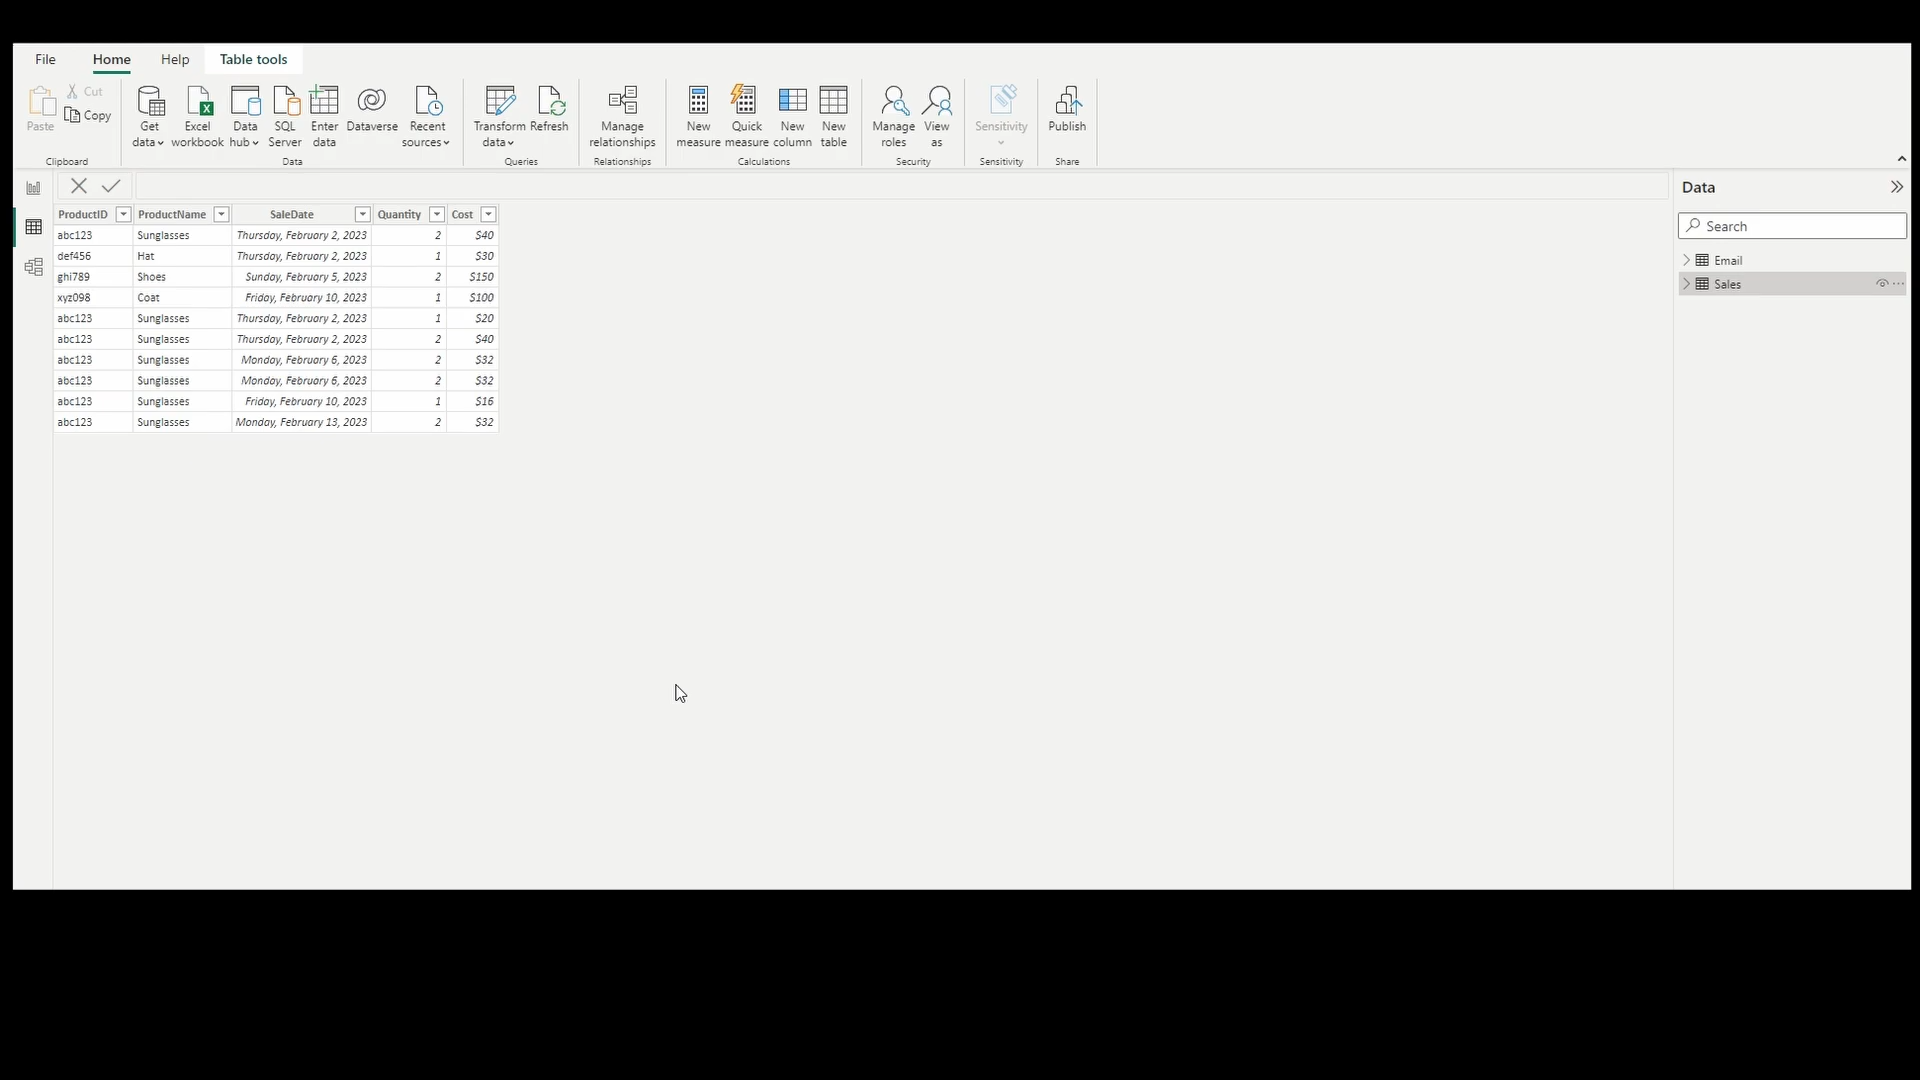 File Home Help Table tools
Paste Cut Copy
Clipboard
Get data Excel workbook Data hub SQL Server Enter data Dataverse Recent sources
Data
Transform data Refresh
Queries
Manage relationships
Relationships
New measure Quick measure New column New table
Calculations
Manage roles View as
Security
Sensitivity
Sensitivity
Publish
Share
ProductID ProductName SaleDate Quantity Cost
abc123 Sunglasses Thursday, February 2, 2023 2 $40
def456 Hat Thursday, February 2, 2023 1 $30
ghi789 Shoes Sunday, February 5, 2023 2 $150
xyz098 Coat Friday, February 10, 2023 1 $100
abc123 Sunglasses Thursday, February 2, 2023 1 $20
abc123 Sunglasses Thursday, February 2, 2023 2 $40
abc123 Sunglasses Monday, February 6, 2023 2 $32
abc123 Sunglasses Monday, February 6, 2023 2 $32
abc123 Sunglasses Friday, February 10, 2023 1 $16
abc123 Sunglasses Monday, February 13, 2023 2 $32
Data
Search
Email
Sales